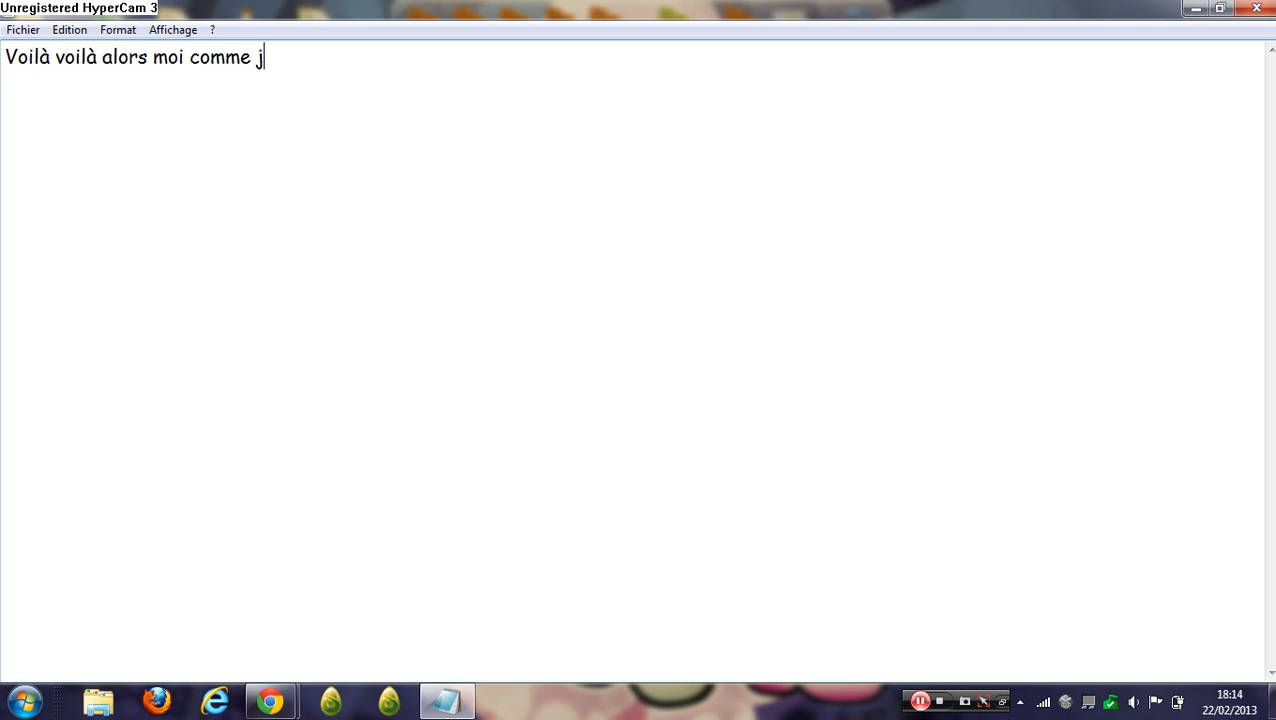 Unregistered HyperCam 3
Fichier Edition Format Affichage ?
Voilà voilà alors moi comme j
18:14
22/02/2013